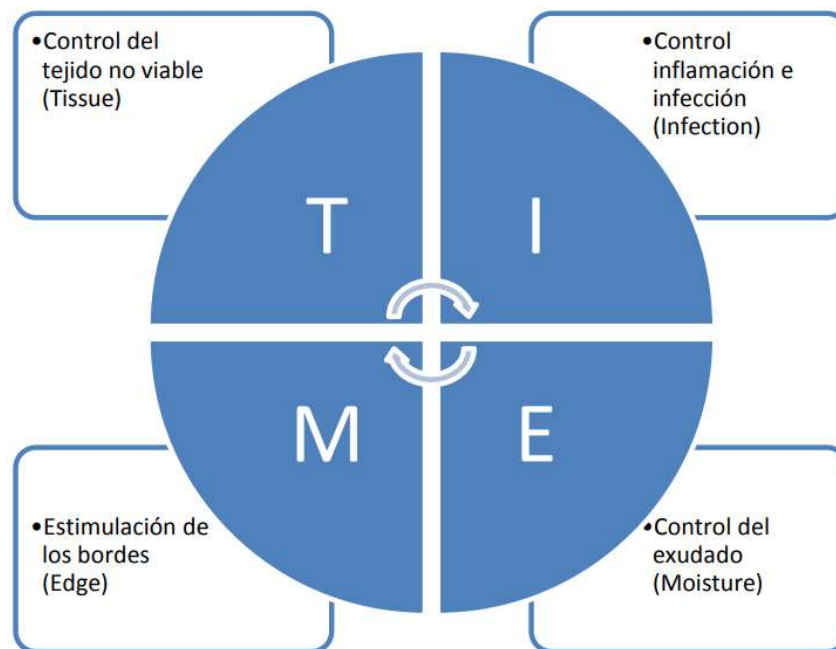 •Control del
tejido no viable
(Tissue)
•Control
inflamación e
infección
(Infection)
T
I
M
E
•Estimulación de
los bordes
(Edge)
•Control del
exudado
(Moisture)